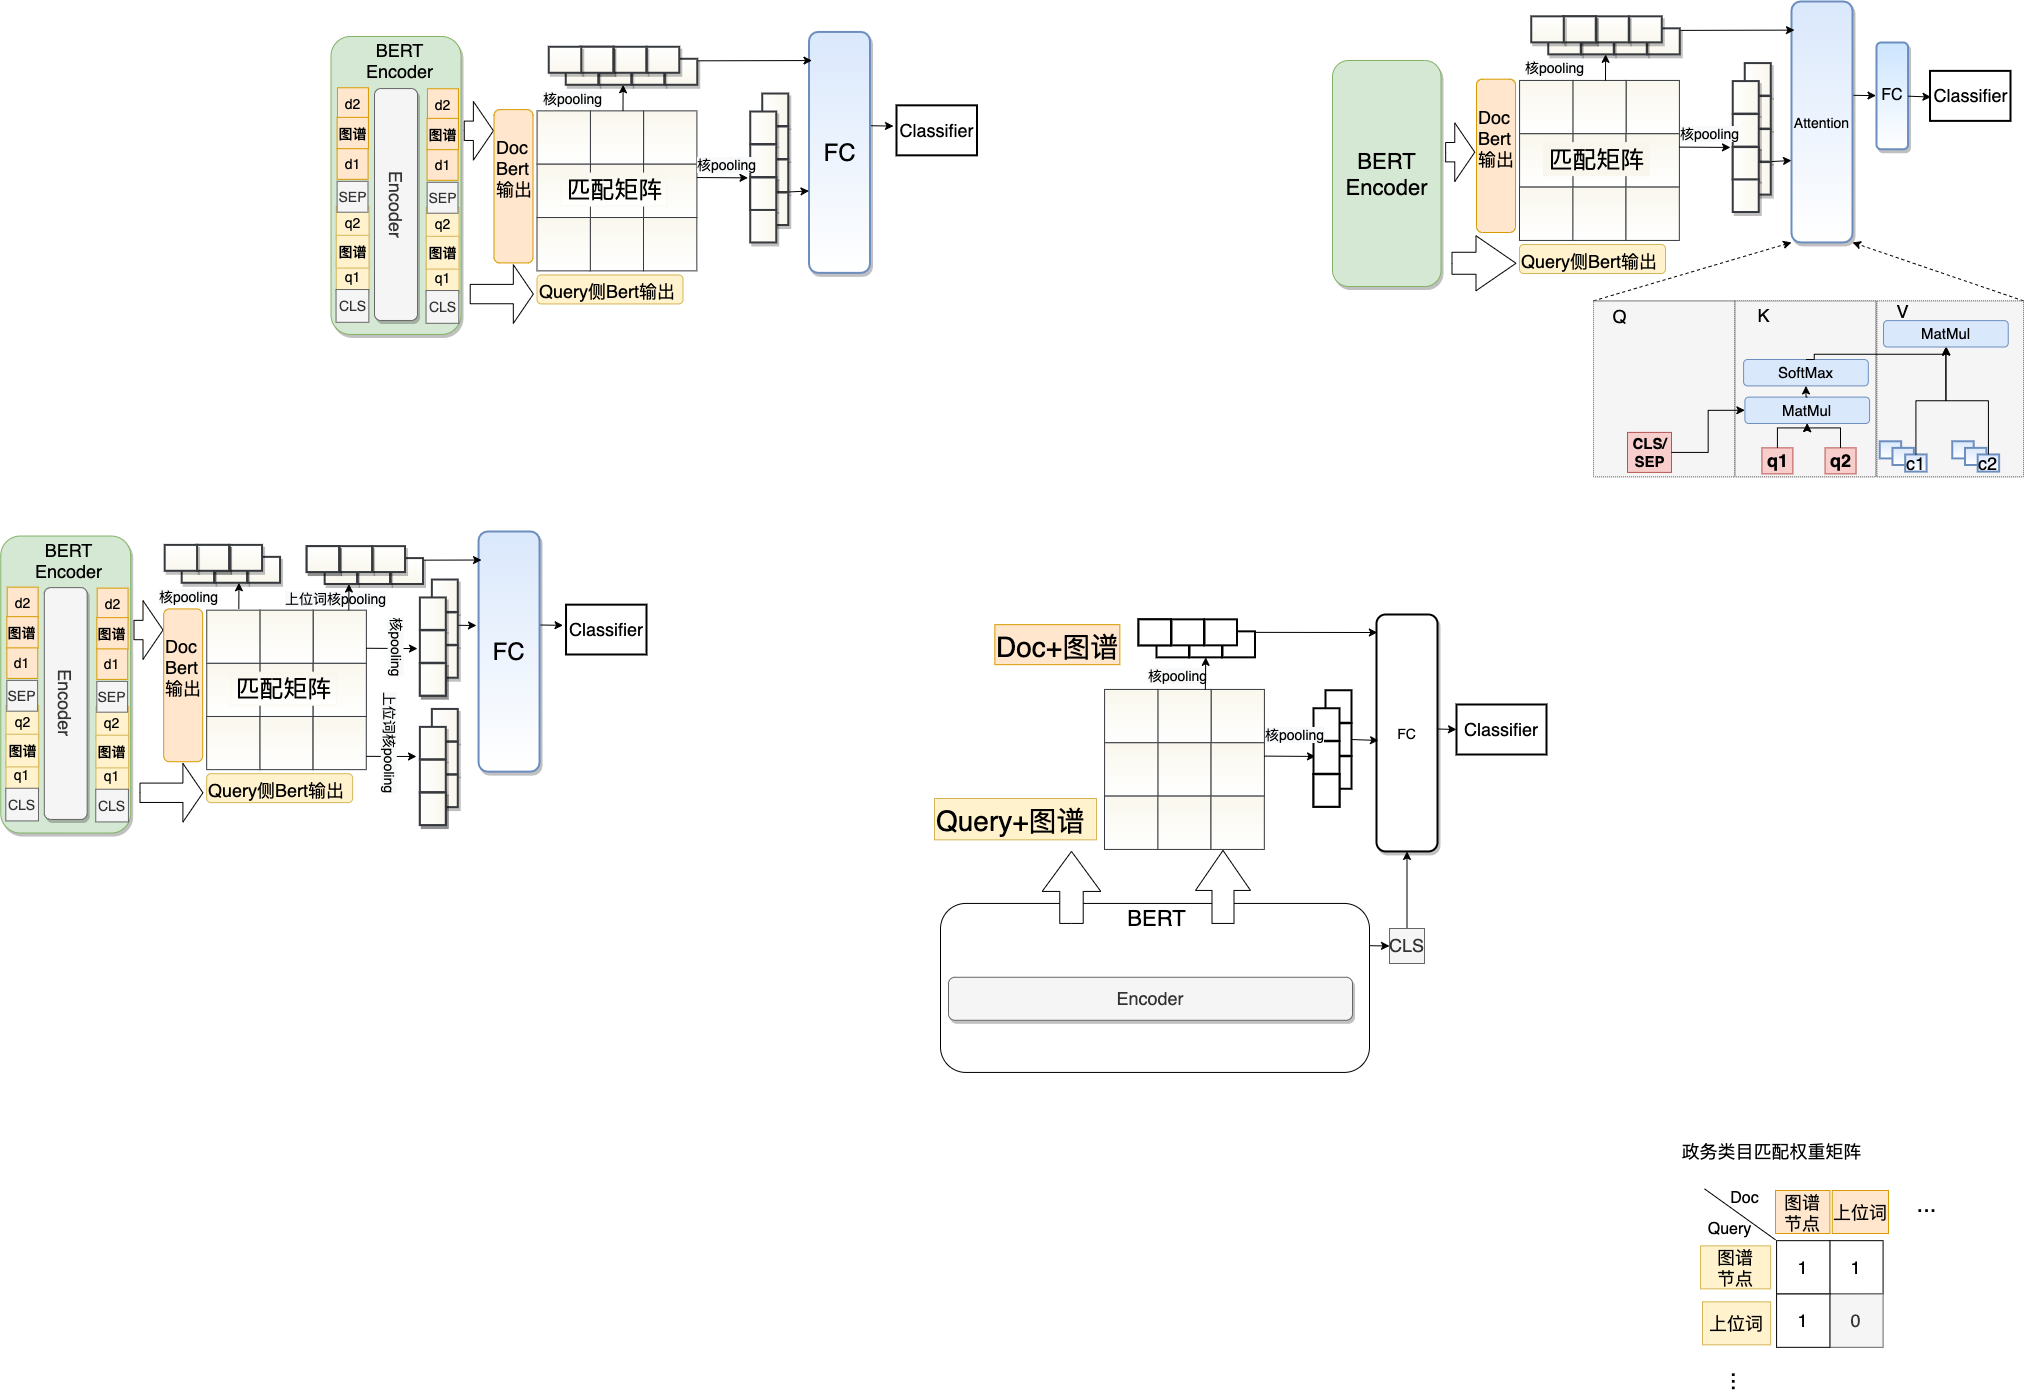 BERT
Encoder
d2
图谱
d1
SEP
q2
图谱
q1
CLS
Encoder
d2
图谱
d1
SEP
q2
图谱
q1
CLS
Doc
Bert
输出
核pooling
匹配矩阵
核pooling
Query侧Bert输出
FC
Classifier
BERT
Encoder
Doc
Bert
输出
核pooling
匹配矩阵
核pooling
Query侧Bert输出
Attention
FC
Classifier
Q
K
V
MatMul
SoftMax
MatMul
CLS/
SEP
q1
q2
c1
c2
BERT
Encoder
d2
图谱
d1
SEP
q2
图谱
q1
CLS
Encoder
d2
图谱
d1
SEP
q2
图谱
q1
CLS
Doc
Bert
输出
核pooling
上位词核pooling
匹配矩阵
核pooling
上位词核pooling
Query侧Bert输出
FC
Classifier
Doc+图谱
核pooling
核pooling
Query+图谱
FC
Classifier
BERT
CLS
Encoder
政务类目匹配权重矩阵
Doc
Query
图谱
节点
上位词
...
图谱
节点
1
1
上位词
1
0
⋮